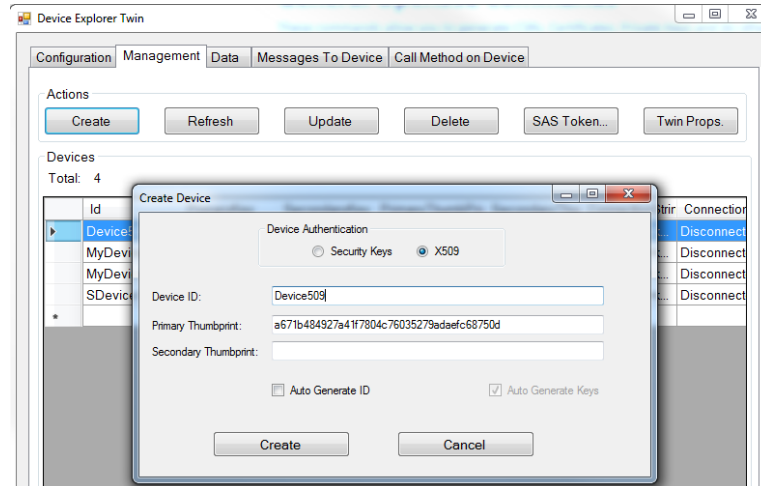 Device Explorer Twin
Configuration Management Data Messages To Device Call Method on Device
Actions
Create Refresh Update Delete SAS Token... Twin Props.
Devices
Total: 4
Create Device
Id Connection
Device Authentication
Security Keys X509
Disconnect
MyDevi Disconnect
MyDevi Disconnect
Device ID: Device509
SDevice Disconnect
*
Primary Thumbprint: a671b484927a41f7804c76035279adaefc68750d
Secondary Thumbprint:
Auto Generate ID Auto Generate Keys
Create Cancel